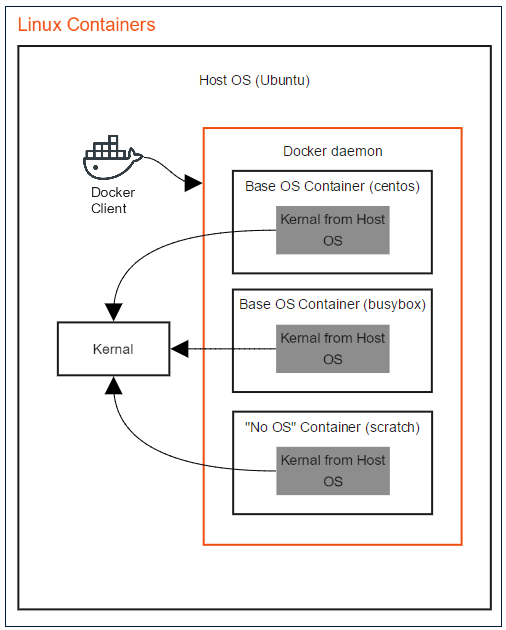 Linux Containers
Host OS (Ubuntu)
Docker
Client
Docker daemon
Base OS Container (centos)
Kernal from Host
OS
Base OS Container (busybox)
Kernal from Host
OS
Kernal
"No OS" Container (scratch)
Kernal from Host
OS